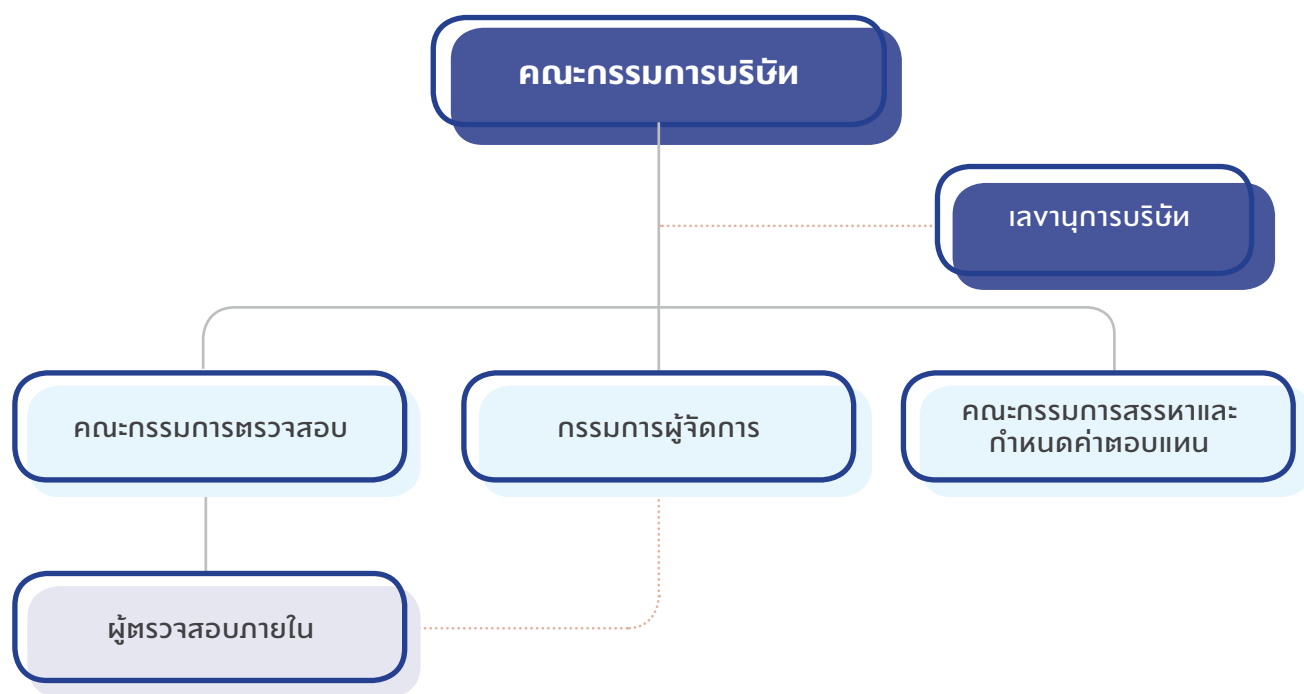 คณะกรรมการบริษัท
เลขานุการบริษัท
คณะกรรมการตรวจสอบ
กรรมการผู้จัดการ
คณะกรรมการสรรหาและ
กำหนดค่าตอบแทน
ผู้ตรวจสอบภายใน